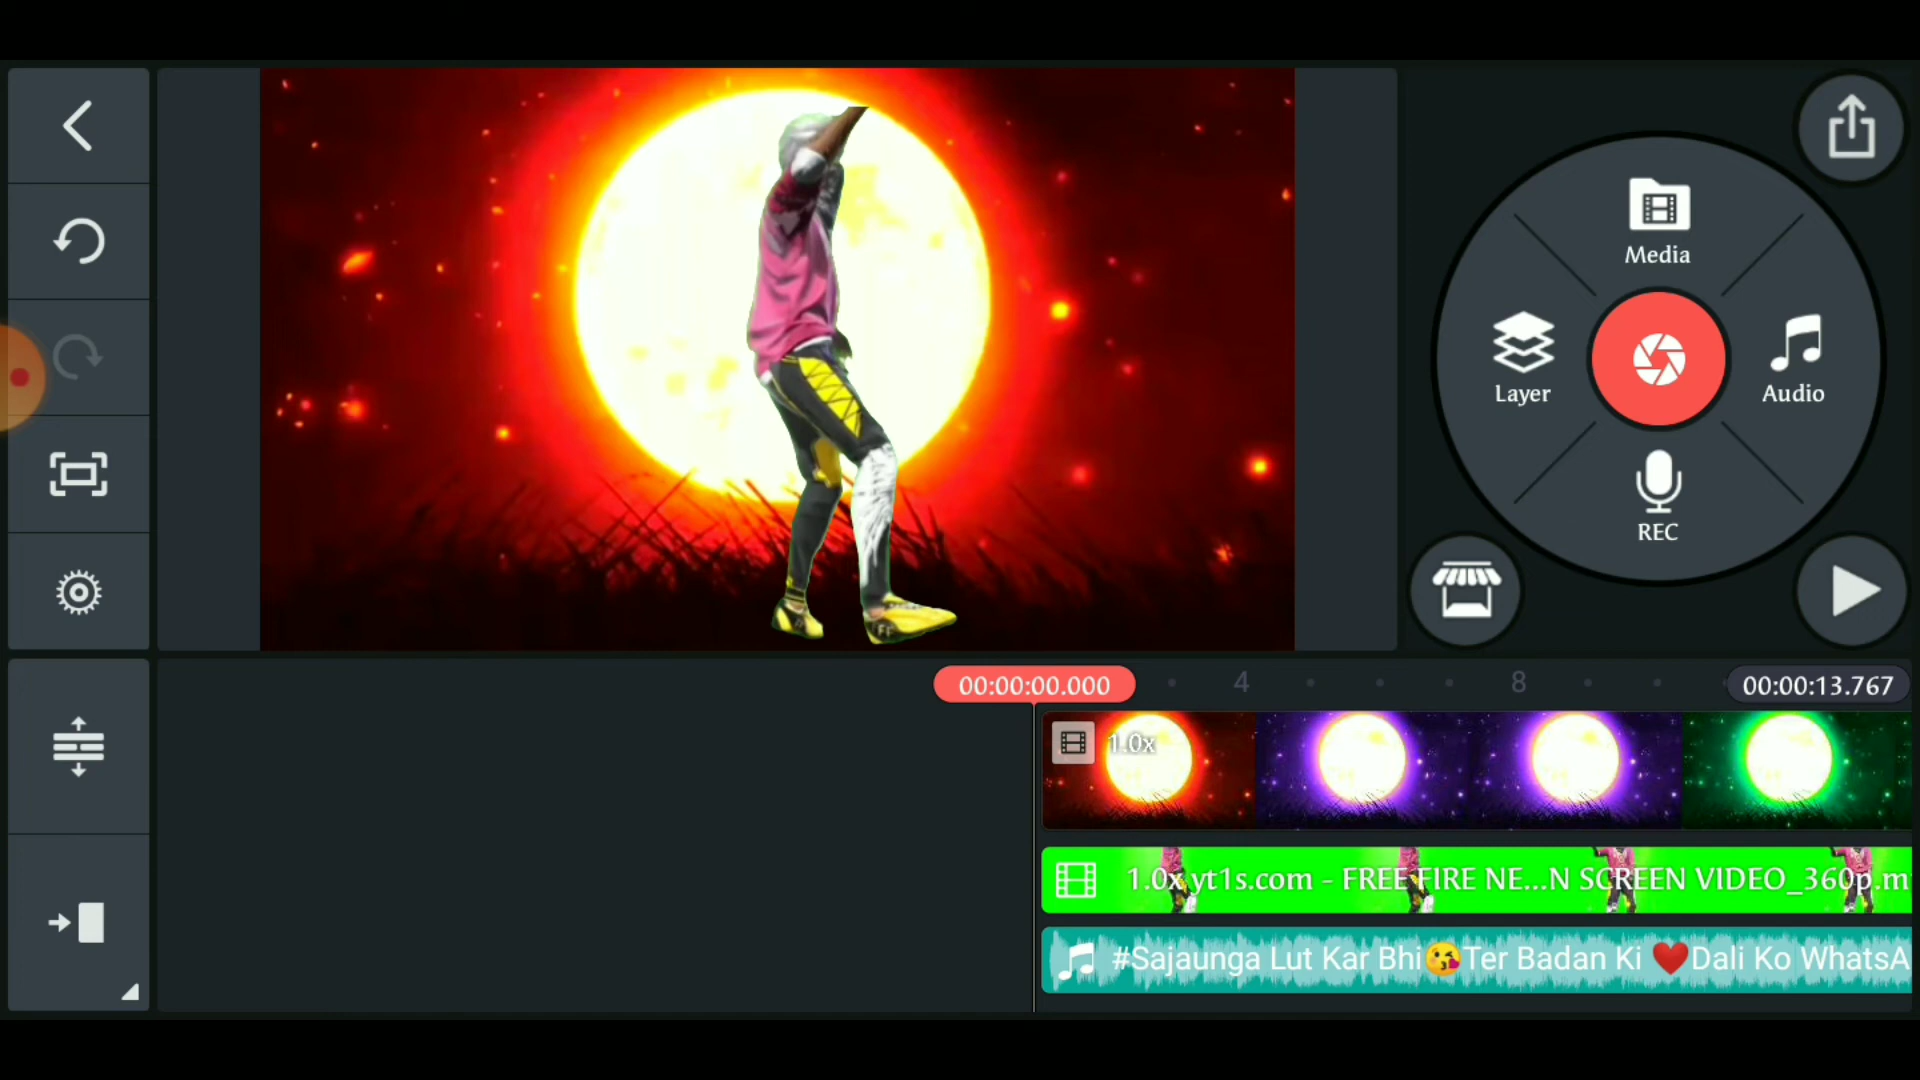 Media
Layer
Audio
REC
00:00:00.000
4
8
00:00:13.767
1.0x
1.0x yt1s.com - FREE FIRE NE...N SCREEN VIDEO_360p.m
#Sajaunga Lut Kar Bhi😘Ter Badan Ki ❤️Dali Ko WhatsA